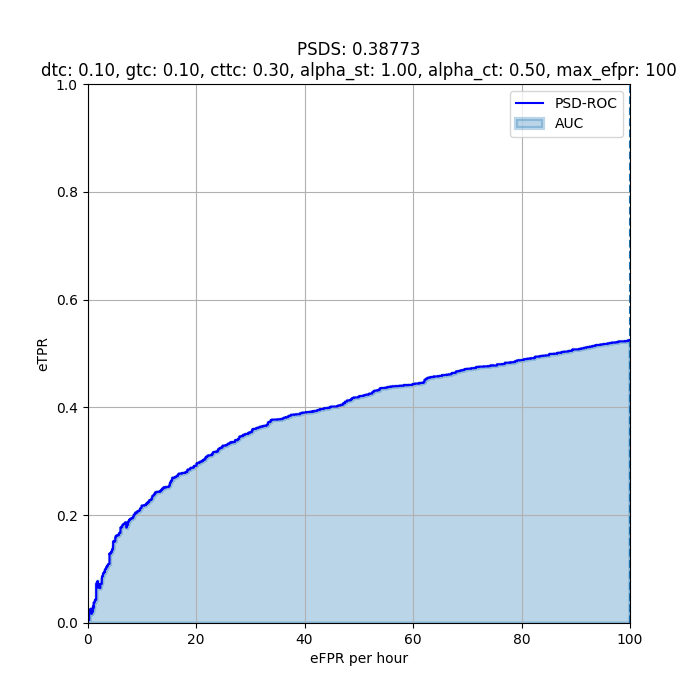 PSDS: 0.38773
dtc: 0.10, gtc: 0.10, cttc: 0.30, alpha_st: 1.00, alpha_ct: 0.50, max_efpr: 100
1.0
PSD-ROC
AUC
0.8
0.6
eTPR
0.4
0.2
0.0
0 20 40 60 80 100
eFPR per hour